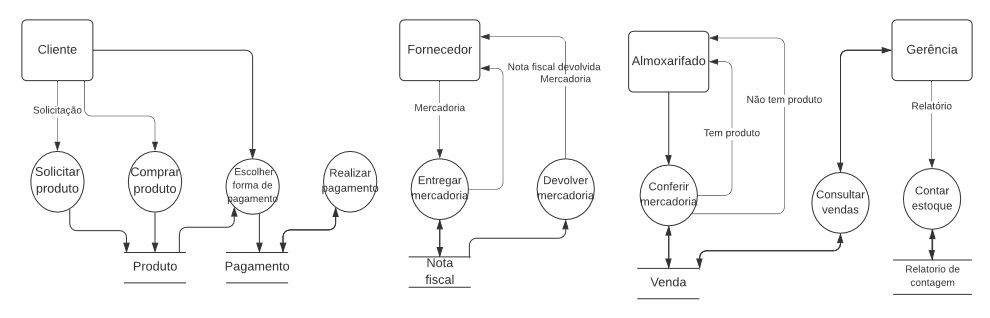 Cliente
Solicitação
Solicitar
produto
Comprar
produto
Escolher
forma de
pagamento
Realizar
pagamento
Produto
Pagamento
Fornecedor
Nota fiscal devolvida
Mercadoria
Mercadoria
Entregar
mercadoria
Devolver
mercadoria
Nota
fiscal
Almoxarifado
Não tem produto
Tem produto
Conferir
mercadoria
Venda
Consultar
vendas
Gerência
Relatório
Contar
estoque
Relatorio de
contagem